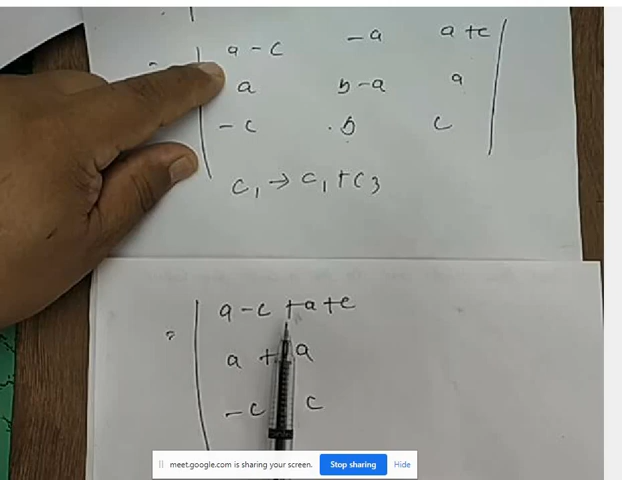 a - c   - a   a + c
a   b - a   a
- c   b   c
C₁ → C₁ + C₃
= a - c + a + c
a + a
- c   c
meet.google.com is sharing your screen. Stop sharing Hide